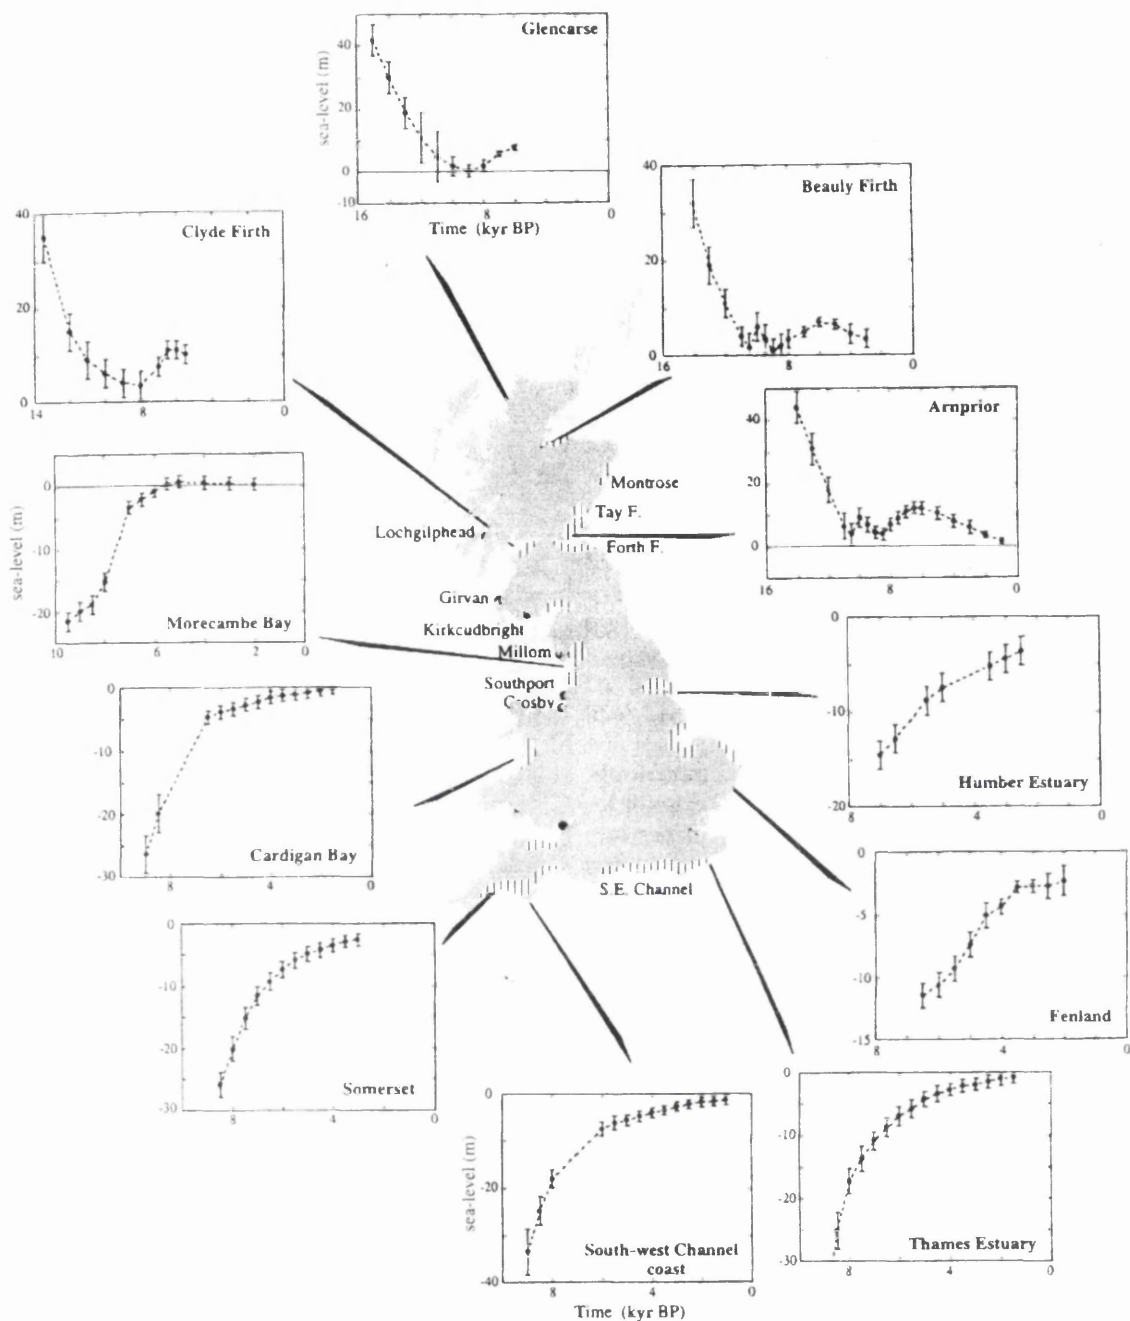 Glencarse
sea-level (m)
40
20
0
-10
16
8
0
Time (kyr BP)
Beauly Firth
40
20
0
16
8
0
Clyde Firth
40
20
0
14
8
0
Arnprior
40
20
0
16
8
0
Montrose
Tay F.
Forth F.
Lochgilphead
Girvan
Kirkcudbright
Millom
Southport
Crosby
S.E. Channel
sea-level (m)
0
-10
-20
Morecambe Bay
10
6
2
0
0
-10
-15
-20
Humber Estuary
8
4
0
0
-10
-20
-30
Cardigan Bay
8
4
0
0
-5
-10
-15
Fenland
8
4
0
0
-10
-20
-30
Somerset
8
4
0
sea-level (m)
0
-20
-40
South-west Channel
coast
8
4
0
Time (kyr BP)
0
-10
-20
-30
Thames Estuary
8
4
0